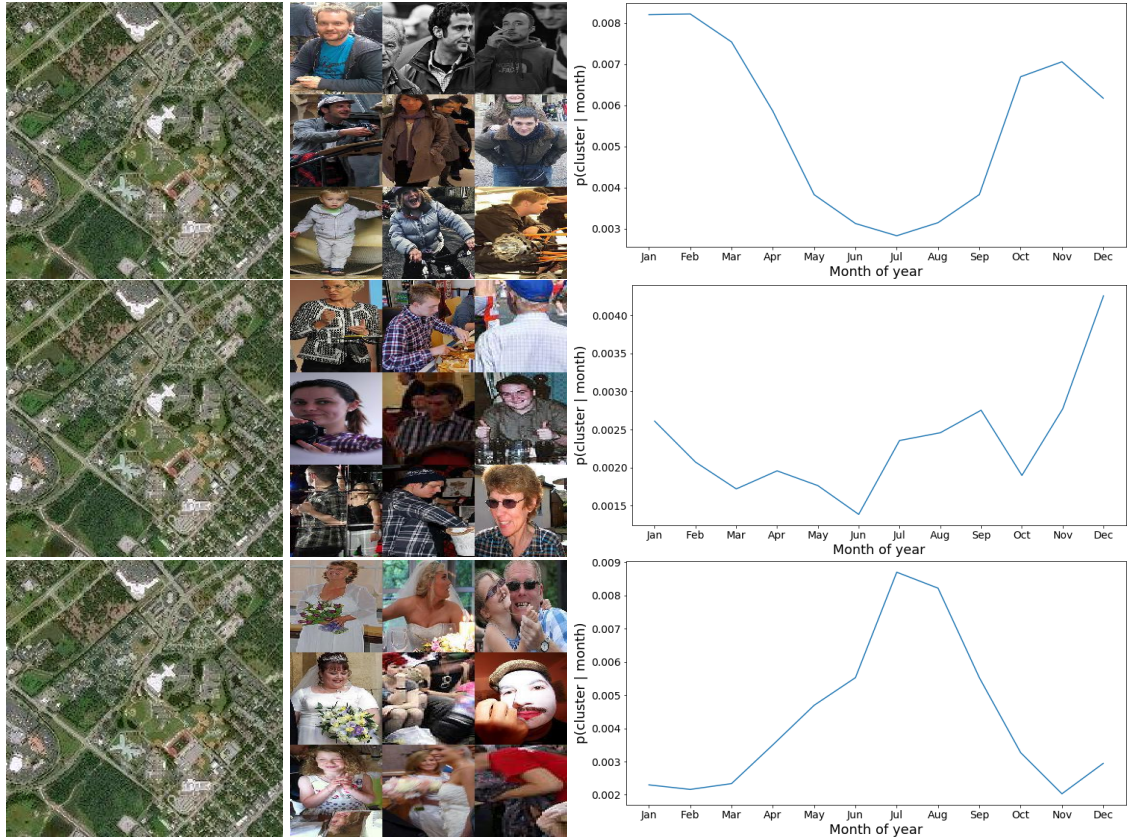 0.008
0.007
0.006
0.005
0.004
0.003
p(cluster | month)
Jan Feb Mar Apr May Jun Jul Aug Sep Oct Nov Dec
Month of year
0.0040
0.0035
0.0030
0.0025
0.0020
0.0015
p(cluster | month)
Jan Feb Mar Apr May Jun Jul Aug Sep Oct Nov Dec
Month of year
0.009
0.008
0.007
0.006
0.005
0.004
0.003
0.002
p(cluster | month)
Jan Feb Mar Apr May Jun Jul Aug Sep Oct Nov Dec
Month of year